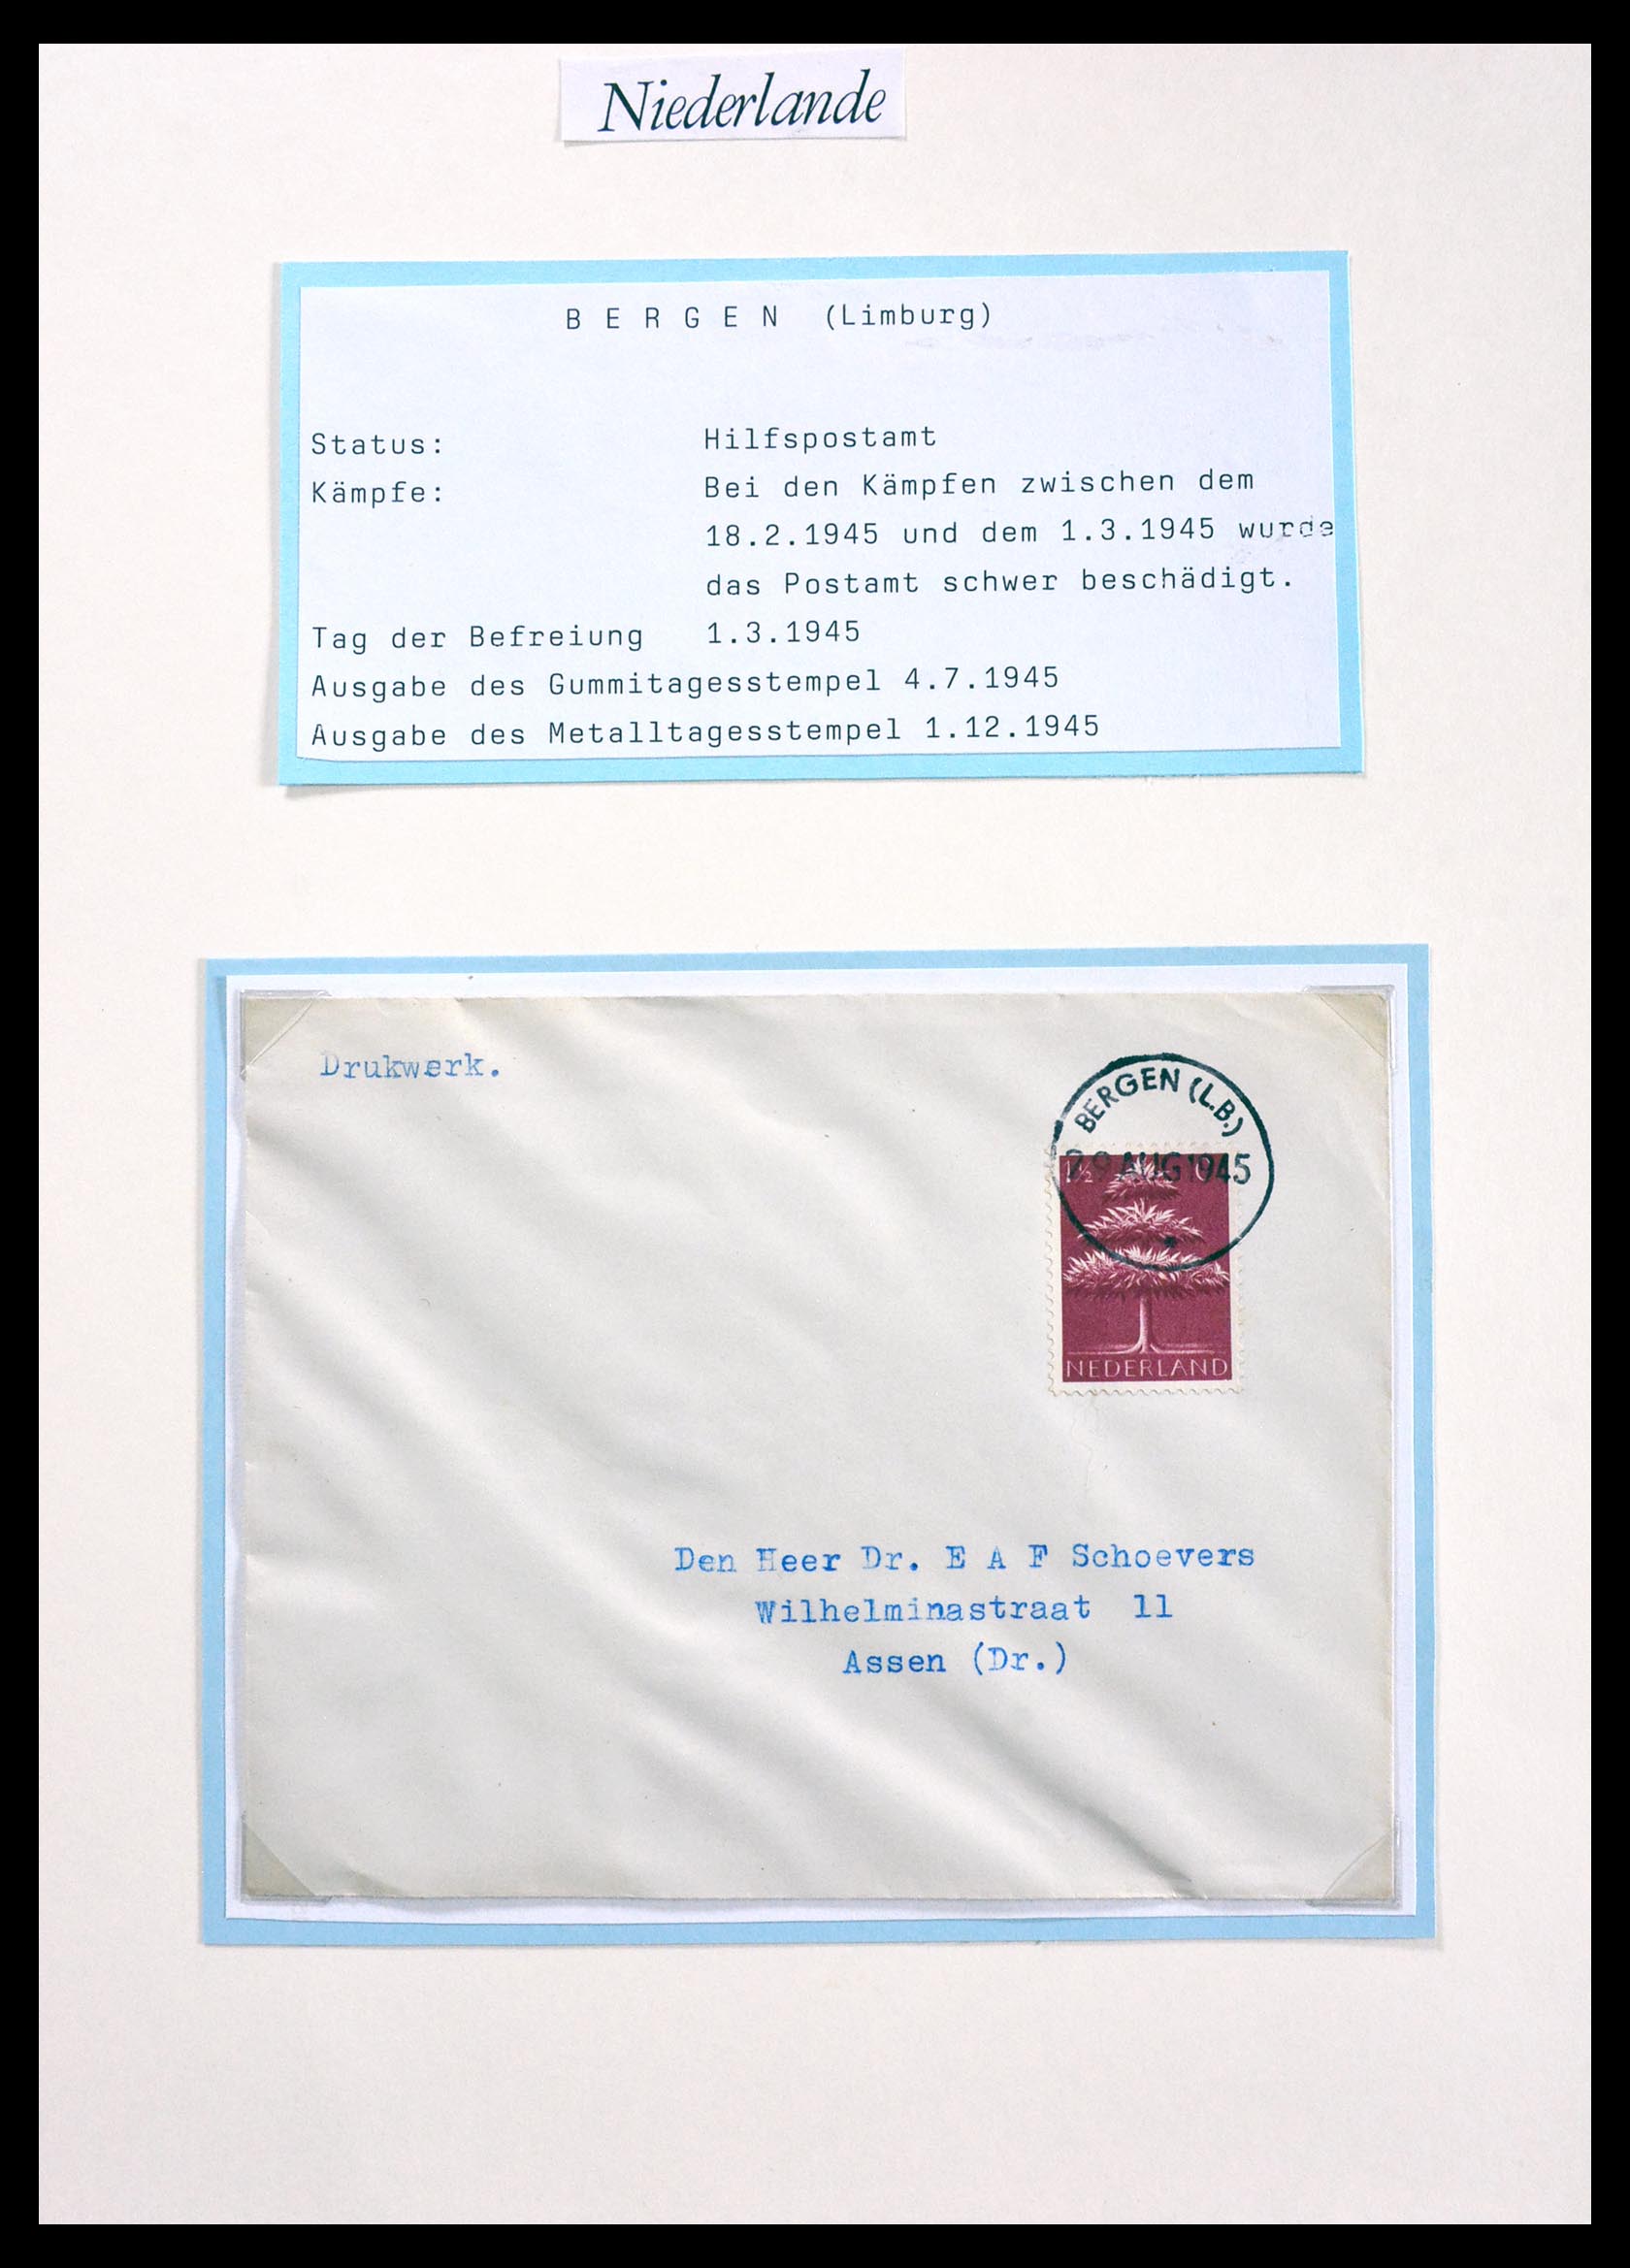 Niederlande
B E R G E N (Limburg)
Status: Hilfspostamt
Kämpfe: Bei den Kämpfen zwischen dem
18.2.1945 und dem 1.3.1945 wurde
das Postamt schwer beschädigt.
Tag der Befreiung 1.3.1945
Ausgabe des Gummitagesstempel 4.7.1945
Ausgabe des Metalltagesstempel 1.12.1945
Drukwerk.
BERGEN (L.B.)
29 AUG 1945
NEDERLAND
Den Heer Dr. E A F Schoevers
Wilhelminastraat 11
Assen (Dr.)